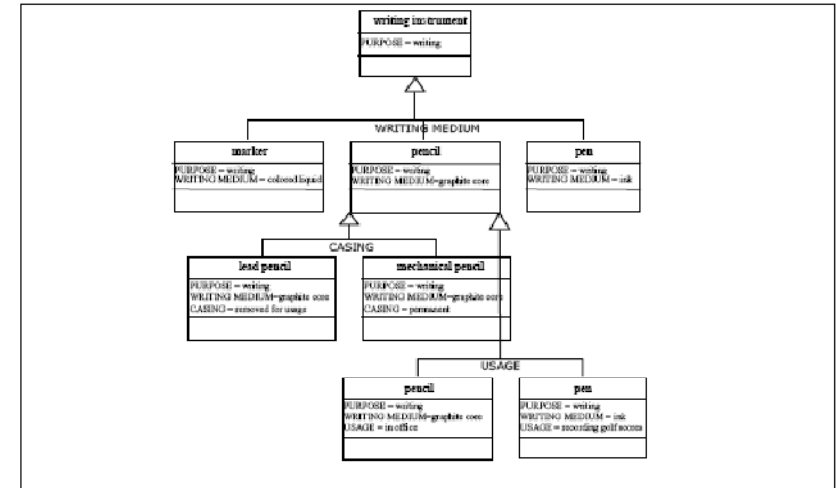 writing instrument
PURPOSE = writing
WRITING MEDIUM
marker
PURPOSE = writing
WRITING MEDIUM = colored liquid
pencil
PURPOSE = writing
WRITING MEDIUM=graphite core
pen
PURPOSE = writing
WRITING MEDIUM = ink
CASING
lead pencil
PURPOSE = writing
WRITING MEDIUM=graphite core
CASING = removed for usage
mechanical pencil
PURPOSE = writing
WRITING MEDIUM=graphite core
CASING = permanent
USAGE
pencil
PURPOSE = writing
WRITING MEDIUM=graphite core
USAGE = in office
pen
PURPOSE = writing
WRITING MEDIUM = ink
USAGE = recording golf scores